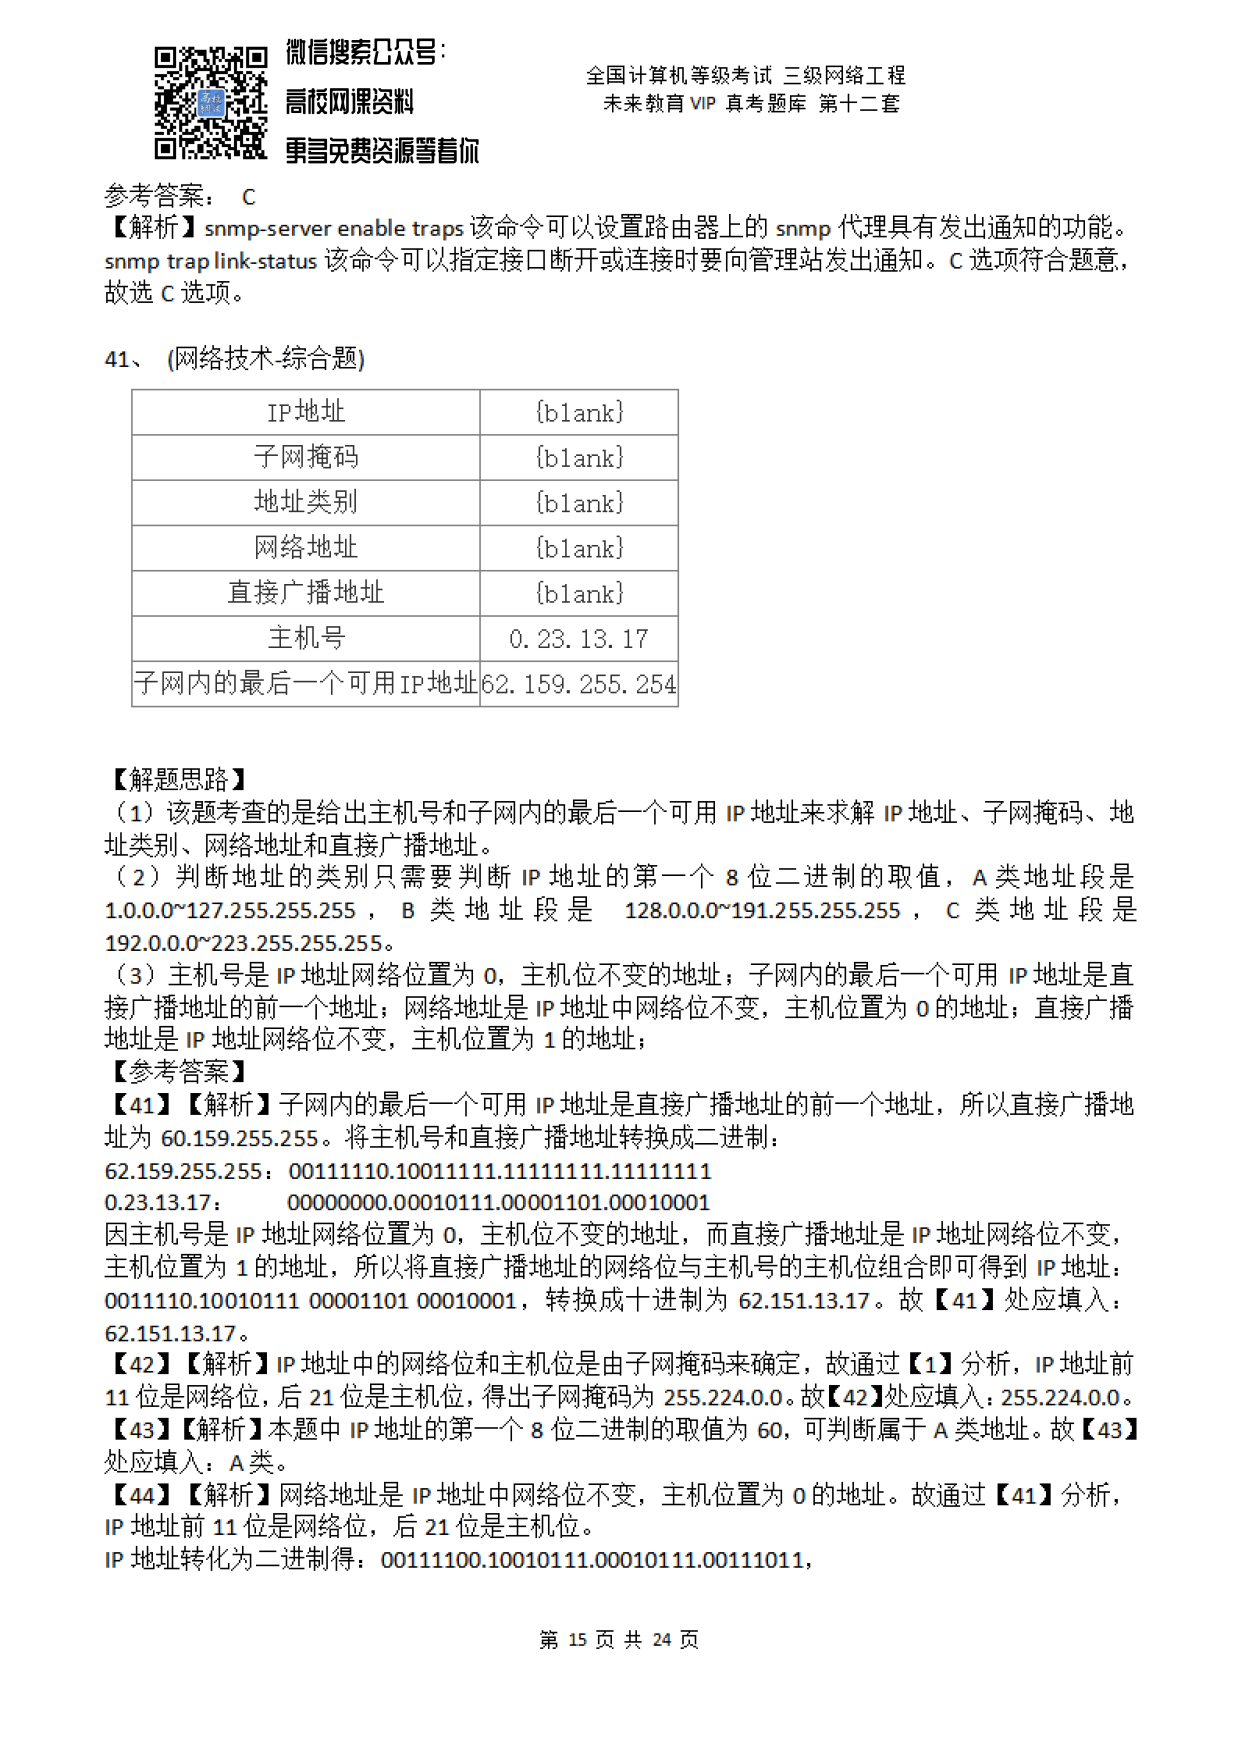 微信搜索公众号：
高校网课资料
更多免费资源等着你
全国计算机等级考试 三级网络工程
未来教育 VIP 真考题库 第十二套
参考答案： C
【解析】snmp-server enable traps 该命令可以设置路由器上的 snmp 代理具有发出通知的功能。
snmp trap link-status 该命令可以指定接口断开或连接时要向管理站发出通知。C 选项符合题意，
故选 C 选项。
41、 (网络技术-综合题)
IP地址 {blank}
子网掩码 {blank}
地址类别 {blank}
网络地址 {blank}
直接广播地址 {blank}
主机号 0.23.13.17
子网内的最后一个可用IP地址 62.159.255.254
【解题思路】
（1）该题考查的是给出主机号和子网内的最后一个可用 IP 地址来求解 IP 地址、子网掩码、地
址类别、网络地址和直接广播地址。
（2）判断地址的类别只需要判断 IP 地址的第一个 8 位二进制的取值，A 类地址段是
1.0.0.0~127.255.255.255 ， B 类地址段是 128.0.0.0~191.255.255.255 ， C 类地址段是
192.0.0.0~223.255.255.255。
（3）主机号是 IP 地址网络位置为 0，主机位不变的地址；子网内的最后一个可用 IP 地址是直
接广播地址的前一个地址；网络地址是 IP 地址中网络位不变，主机位置为 0 的地址；直接广播
地址是 IP 地址网络位不变，主机位置为 1 的地址；
【参考答案】
【41】【解析】子网内的最后一个可用 IP 地址是直接广播地址的前一个地址，所以直接广播地
址为 60.159.255.255。将主机号和直接广播地址转换成二进制：
62.159.255.255：00111110.10011111.11111111.11111111
0.23.13.17： 00000000.00010111.00001101.00010001
因主机号是 IP 地址网络位置为 0，主机位不变的地址，而直接广播地址是 IP 地址网络位不变，
主机位置为 1 的地址，所以将直接广播地址的网络位与主机号的主机位组合即可得到 IP 地址：
0011110.10010111 00001101 00010001，转换成十进制为 62.151.13.17。故【41】处应填入：
62.151.13.17。
【42】【解析】IP 地址中的网络位和主机位是由子网掩码来确定，故通过【1】分析，IP 地址前
11 位是网络位，后 21 位是主机位，得出子网掩码为 255.224.0.0。故【42】处应填入：255.224.0.0。
【43】【解析】本题中 IP 地址的第一个 8 位二进制的取值为 60，可判断属于 A 类地址。故【43】
处应填入：A 类。
【44】【解析】网络地址是 IP 地址中网络位不变，主机位置为 0 的地址。故通过【41】分析，
IP 地址前 11 位是网络位，后 21 位是主机位。
IP 地址转化为二进制得：00111100.10010111.00010111.00111011，
第 15 页 共 24 页